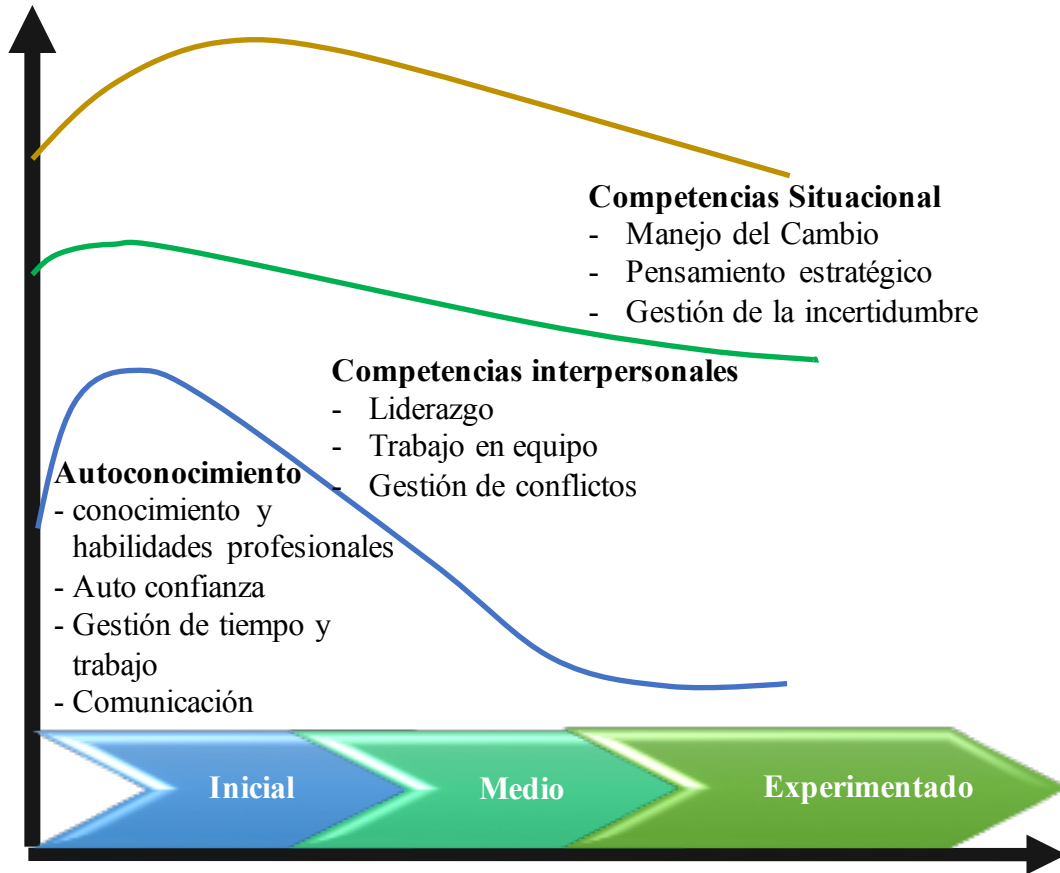 Competencias Situacional
- Manejo del Cambio
- Pensamiento estratégico
- Gestión de la incertidumbre
Competencias interpersonales
- Liderazgo
- Trabajo en equipo
- Gestión de conflictos
Autoconocimiento
- conocimiento y
habilidades profesionales
- Auto confianza
- Gestión de tiempo y
trabajo
- Comunicación
Inicial
Medio
Experimentado